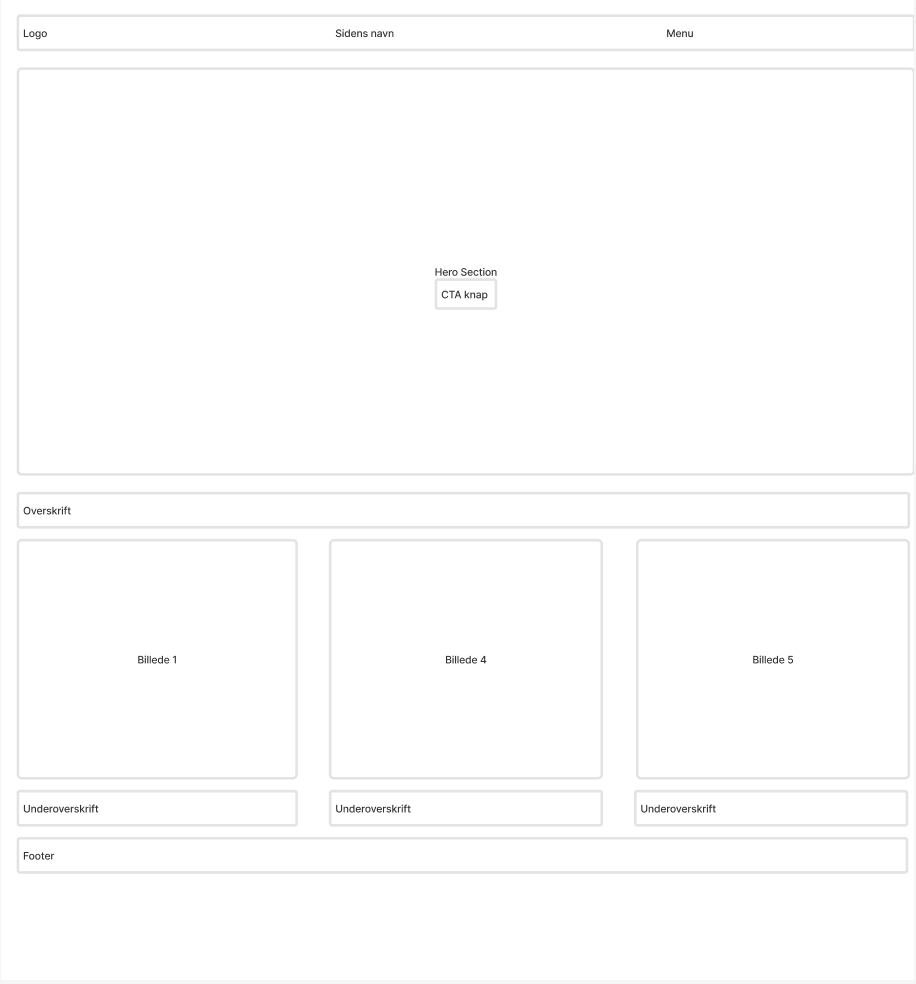 Logo
Sidens navn
Menu
Hero Section
CTA knap
Overskrift
Billede 1
Billede 4
Billede 5
Underoverskrift
Underoverskrift
Underoverskrift
Footer